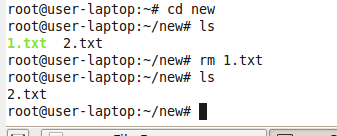 root@user-laptop:~# cd new
root@user-laptop:~/new# ls
1.txt  2.txt
root@user-laptop:~/new# rm 1.txt
root@user-laptop:~/new# ls
2.txt
root@user-laptop:~/new#